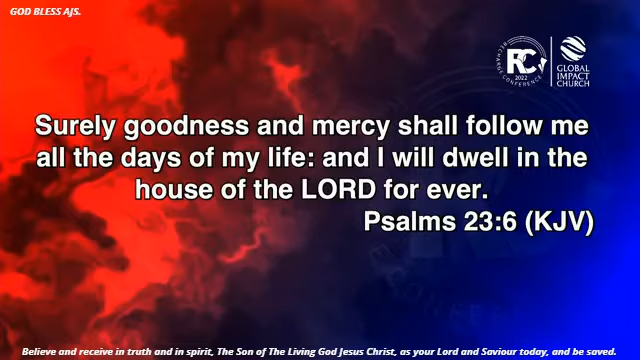 GOD BLESS AJS.
RECHARGE CONFERENCE
RC
2022
GLOBAL
IMPACT
CHURCH
Surely goodness and mercy shall follow me
all the days of my life: and I will dwell in the
house of the LORD for ever.
Psalms 23:6 (KJV)
Believe and receive in truth and in spirit, The Son of The Living God Jesus Christ, as your Lord and Saviour today, and be saved.